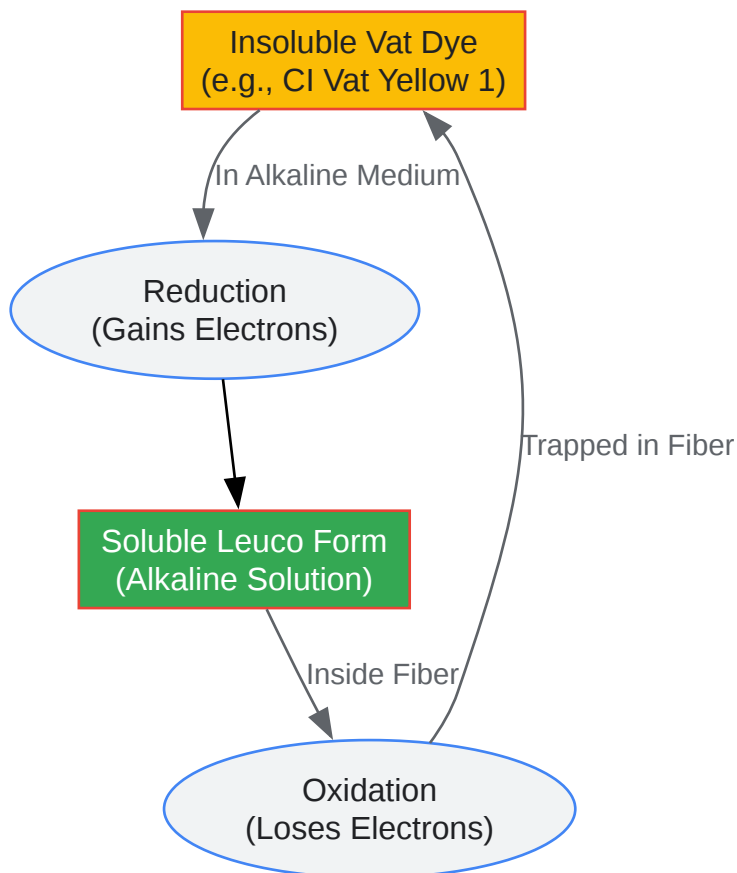 Insoluble Vat Dye
(e.g., CI Vat Yellow 1)
In Alkaline Medium
Reduction
(Gains Electrons)
Trapped in Fiber
Soluble Leuco Form
(Alkaline Solution)
Inside Fiber
Oxidation
(Loses Electrons)